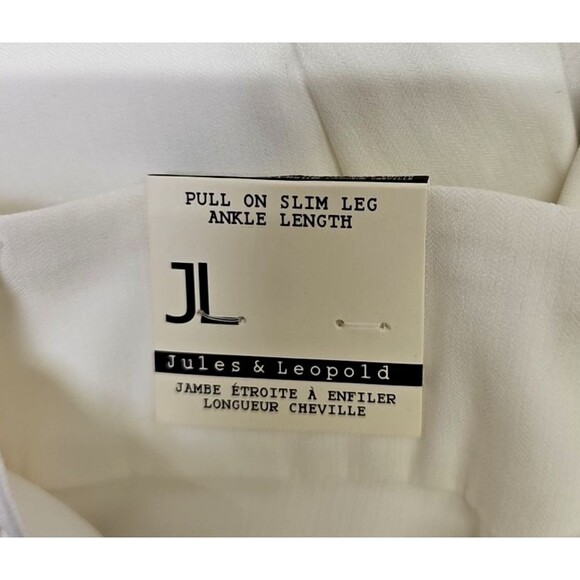 PULL ON SLIM LEG
ANKLE LENGTH
JL
Jules & Leopold
JAMBE ÉTROITE À ENFILER
LONGUEUR CHEVILLE